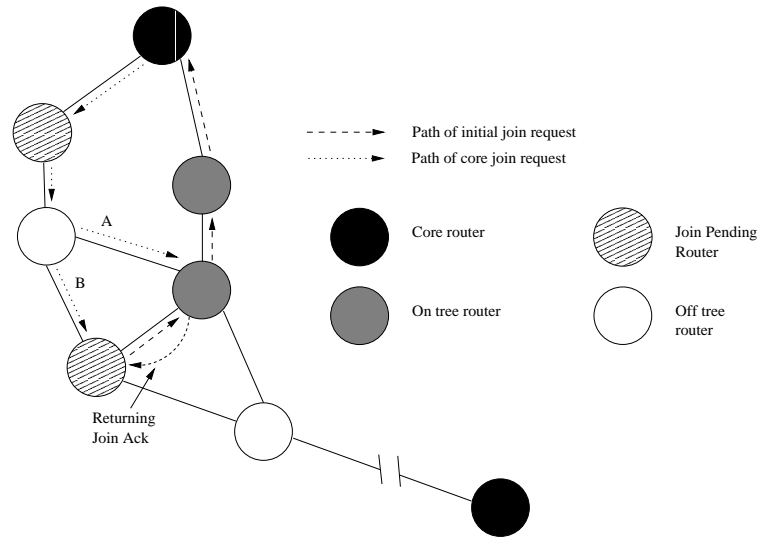 Path of initial join request
Path of core join request
Core router
Join Pending
Router
On tree router
Off tree
router
A
B
Returning
Join Ack